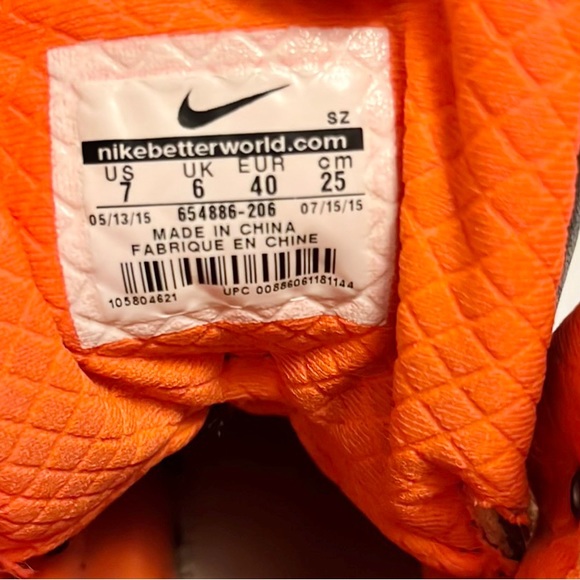 SZ
nikebetterworld.com
US UK EUR cm
7 6 40 25
05/13/15 654886-206 07/15/15
MADE IN CHINA
FABRIQUE EN CHINE
105804621 UPC 00886061181144